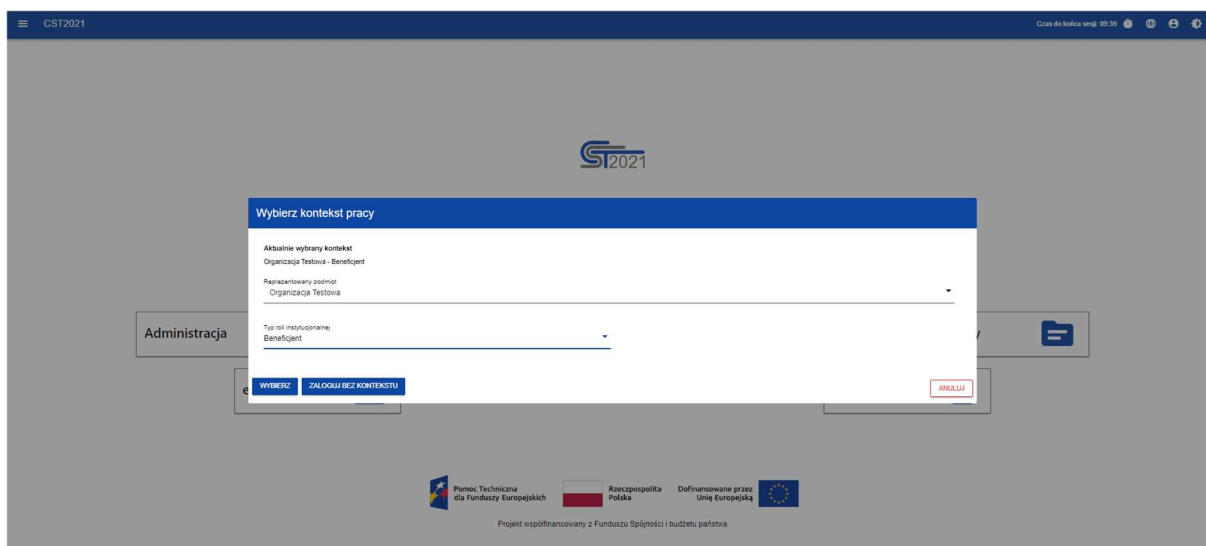 CST2021
Czas do końca sesji: 09:39
CST2021
Wybierz kontekst pracy
Aktualnie wybrany kontekst
Organizacja Testowa - Beneficjent
Reprezentowany podmiot
Organizacja Testowa
Typ roli instytucjonalnej
Beneficjent
Administracja
y
e
WYBIERZ
ZALOGUJ BEZ KONTEKSTU
ANULUJ
Pomoc Techniczna
dla Funduszy Europejskich
Rzeczpospolita
Polska
Dofinansowane przez
Unię Europejską
Projekt współfinansowany z Funduszu Spójności i budżetu państwa